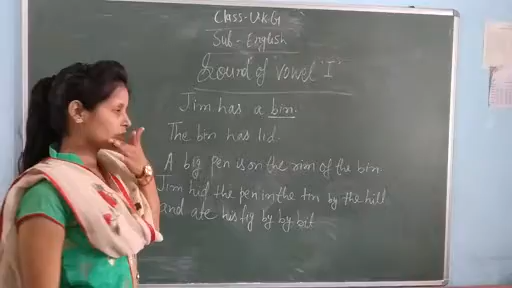 Class-U.K.G
Sub- English
Sound of Vowel 'I'
Jim has a bin.
The bin has lid.
A big pen is on the rim of the bin
Jim hid the pen in the tin by the hill
and ate his fig by by bit